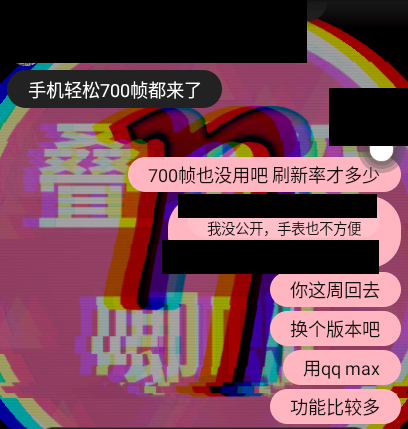 手机轻松700帧都来了
叠
700帧也没用吧 刷新率才多少
我没公开，手表也不方便
你这周回去
换个版本吧
用qq max
功能比较多